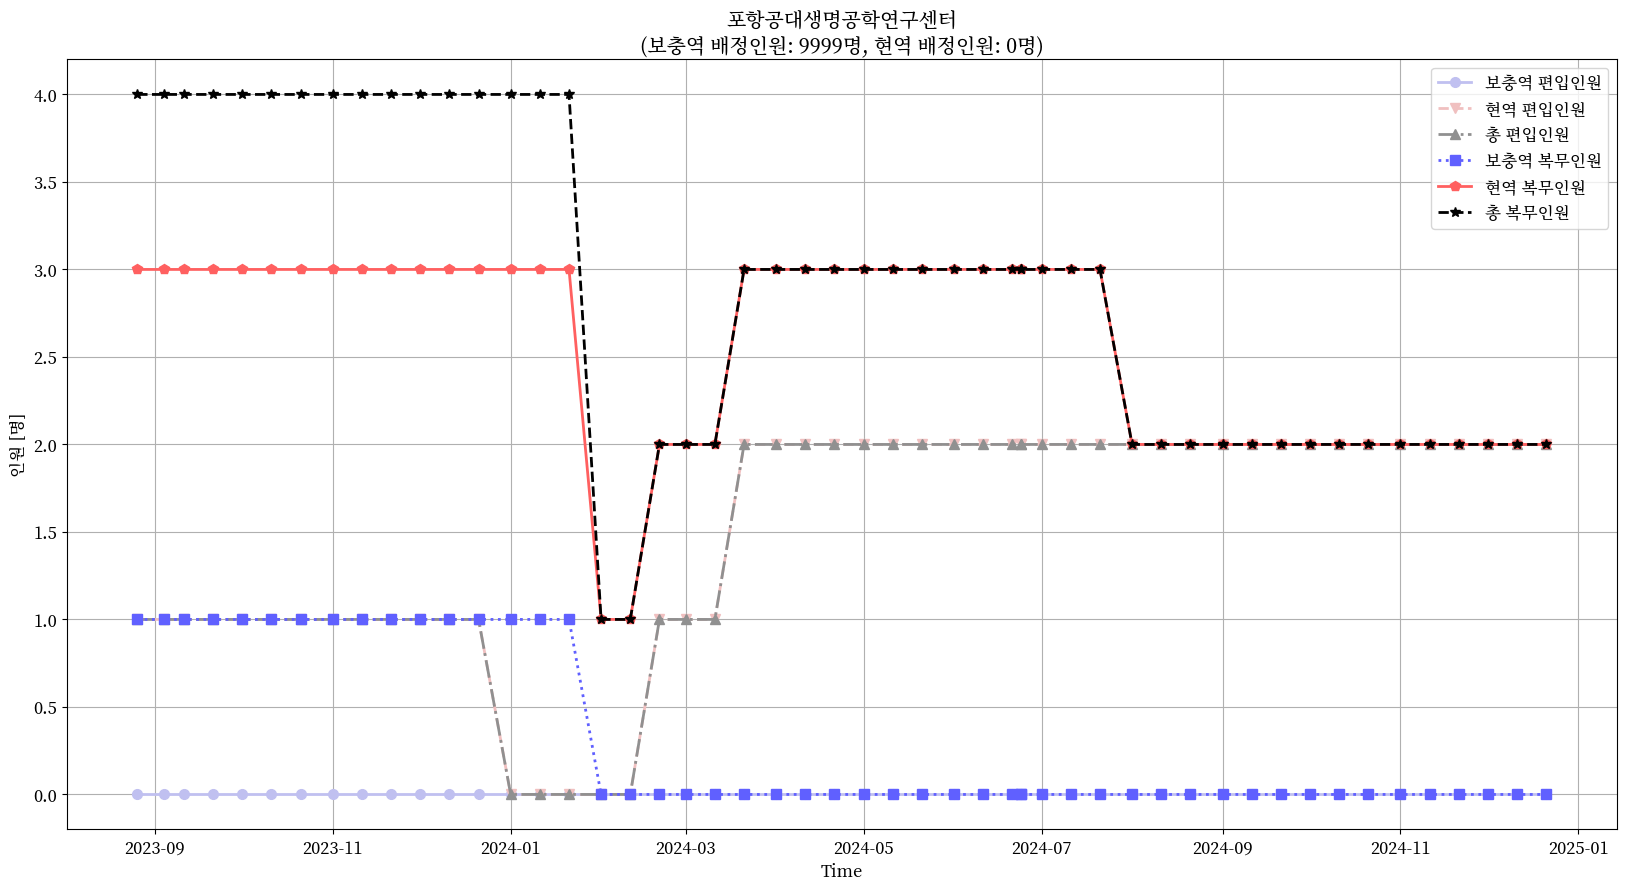 포항공대생명공학연구센터
(보충역 배정인원: 9999명, 현역 배정인원: 0명)
보충역 편입인원
현역 편입인원
총 편입인원
보충역 복무인원
현역 복무인원
총 복무인원
인원 [명]
4.0
3.5
3.0
2.5
2.0
1.5
1.0
0.5
0.0
2023-09 2023-11 2024-01 2024-03 2024-05 2024-07 2024-09 2024-11 2025-01
Time